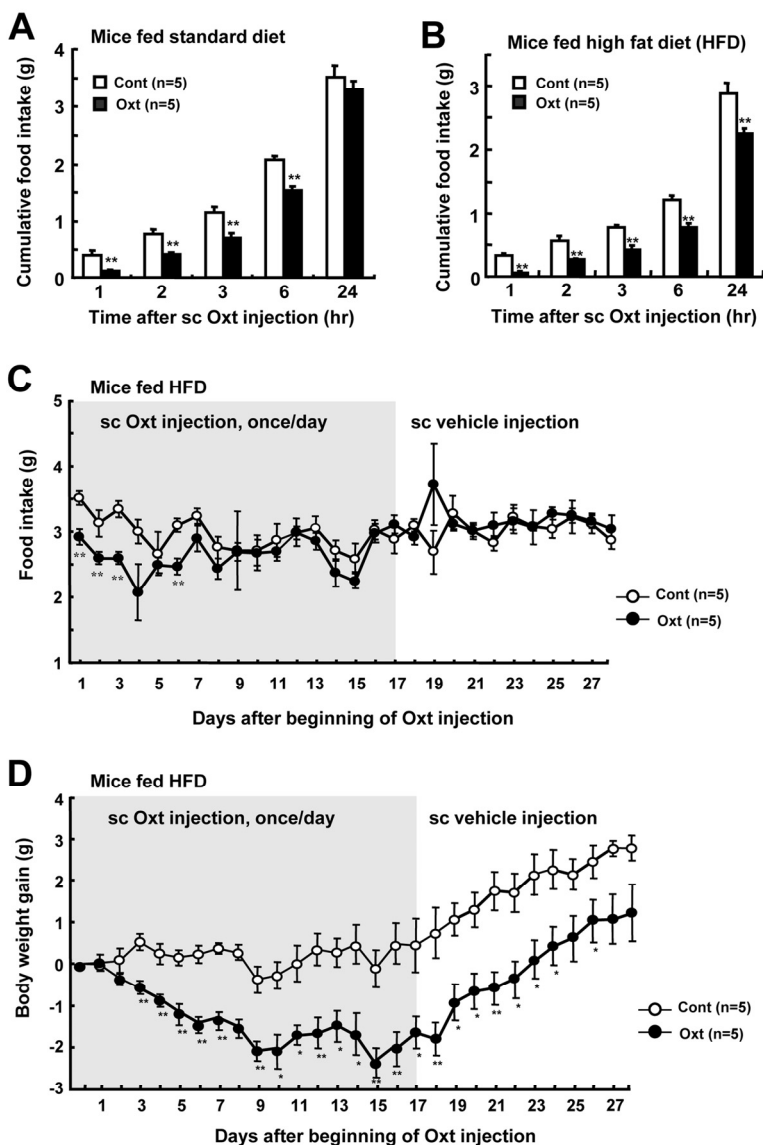 A
Mice fed standard diet
Cont (n=5)
Oxt (n=5)
Cumulative food intake (g)
4
3
2
1
0
**
**
**
**
1 2 3 6 24
Time after sc Oxt injection (hr)
B
Mice fed high fat diet (HFD)
Cont (n=5)
Oxt (n=5)
Cumulative food intake (g)
3
2
1
0
**
**
**
**
**
1 2 3 6 24
Time after sc Oxt injection (hr)
C
Mice fed HFD
sc Oxt injection, once/day
sc vehicle injection
Food intake (g)
5
4
3
2
1
** ** ** **
Cont (n=5)
Oxt (n=5)
1 3 5 7 9 11 13 15 17 19 21 23 25 27
Days after beginning of Oxt injection
D
Mice fed HFD
sc Oxt injection, once/day
sc vehicle injection
Body weight gain (g)
4
3
2
1
0
-1
-2
-3
** ** ** ** ** ** * * ** * * ** ** * ** * * ** * * * *
Cont (n=5)
Oxt (n=5)
1 3 5 7 9 11 13 15 17 19 21 23 25 27
Days after beginning of Oxt injection